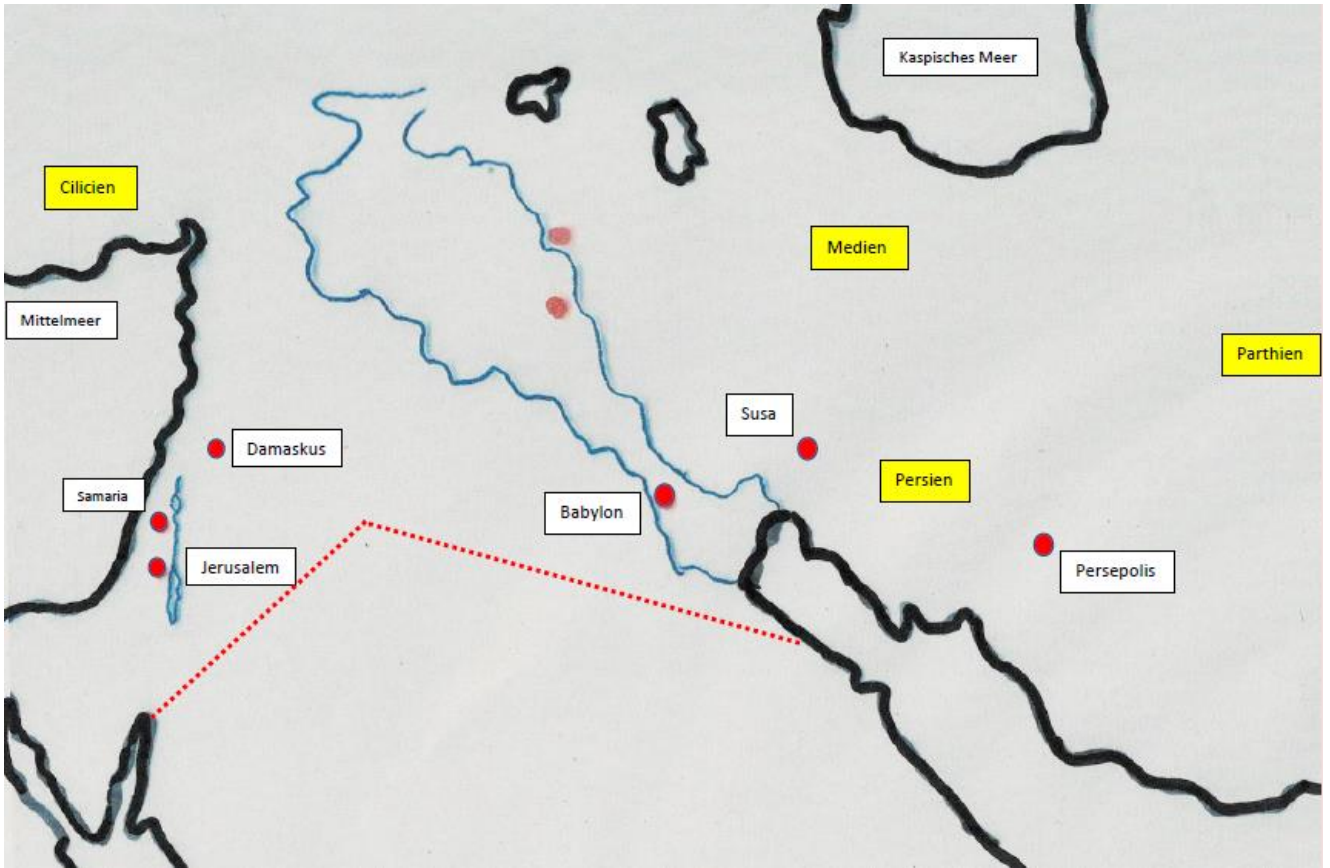 Kaspisches Meer
Cilicien
Medien
Mittelmeer
Parthien
Susa
Damaskus
Persien
Samaria
Babylon
Jerusalem
Persepolis